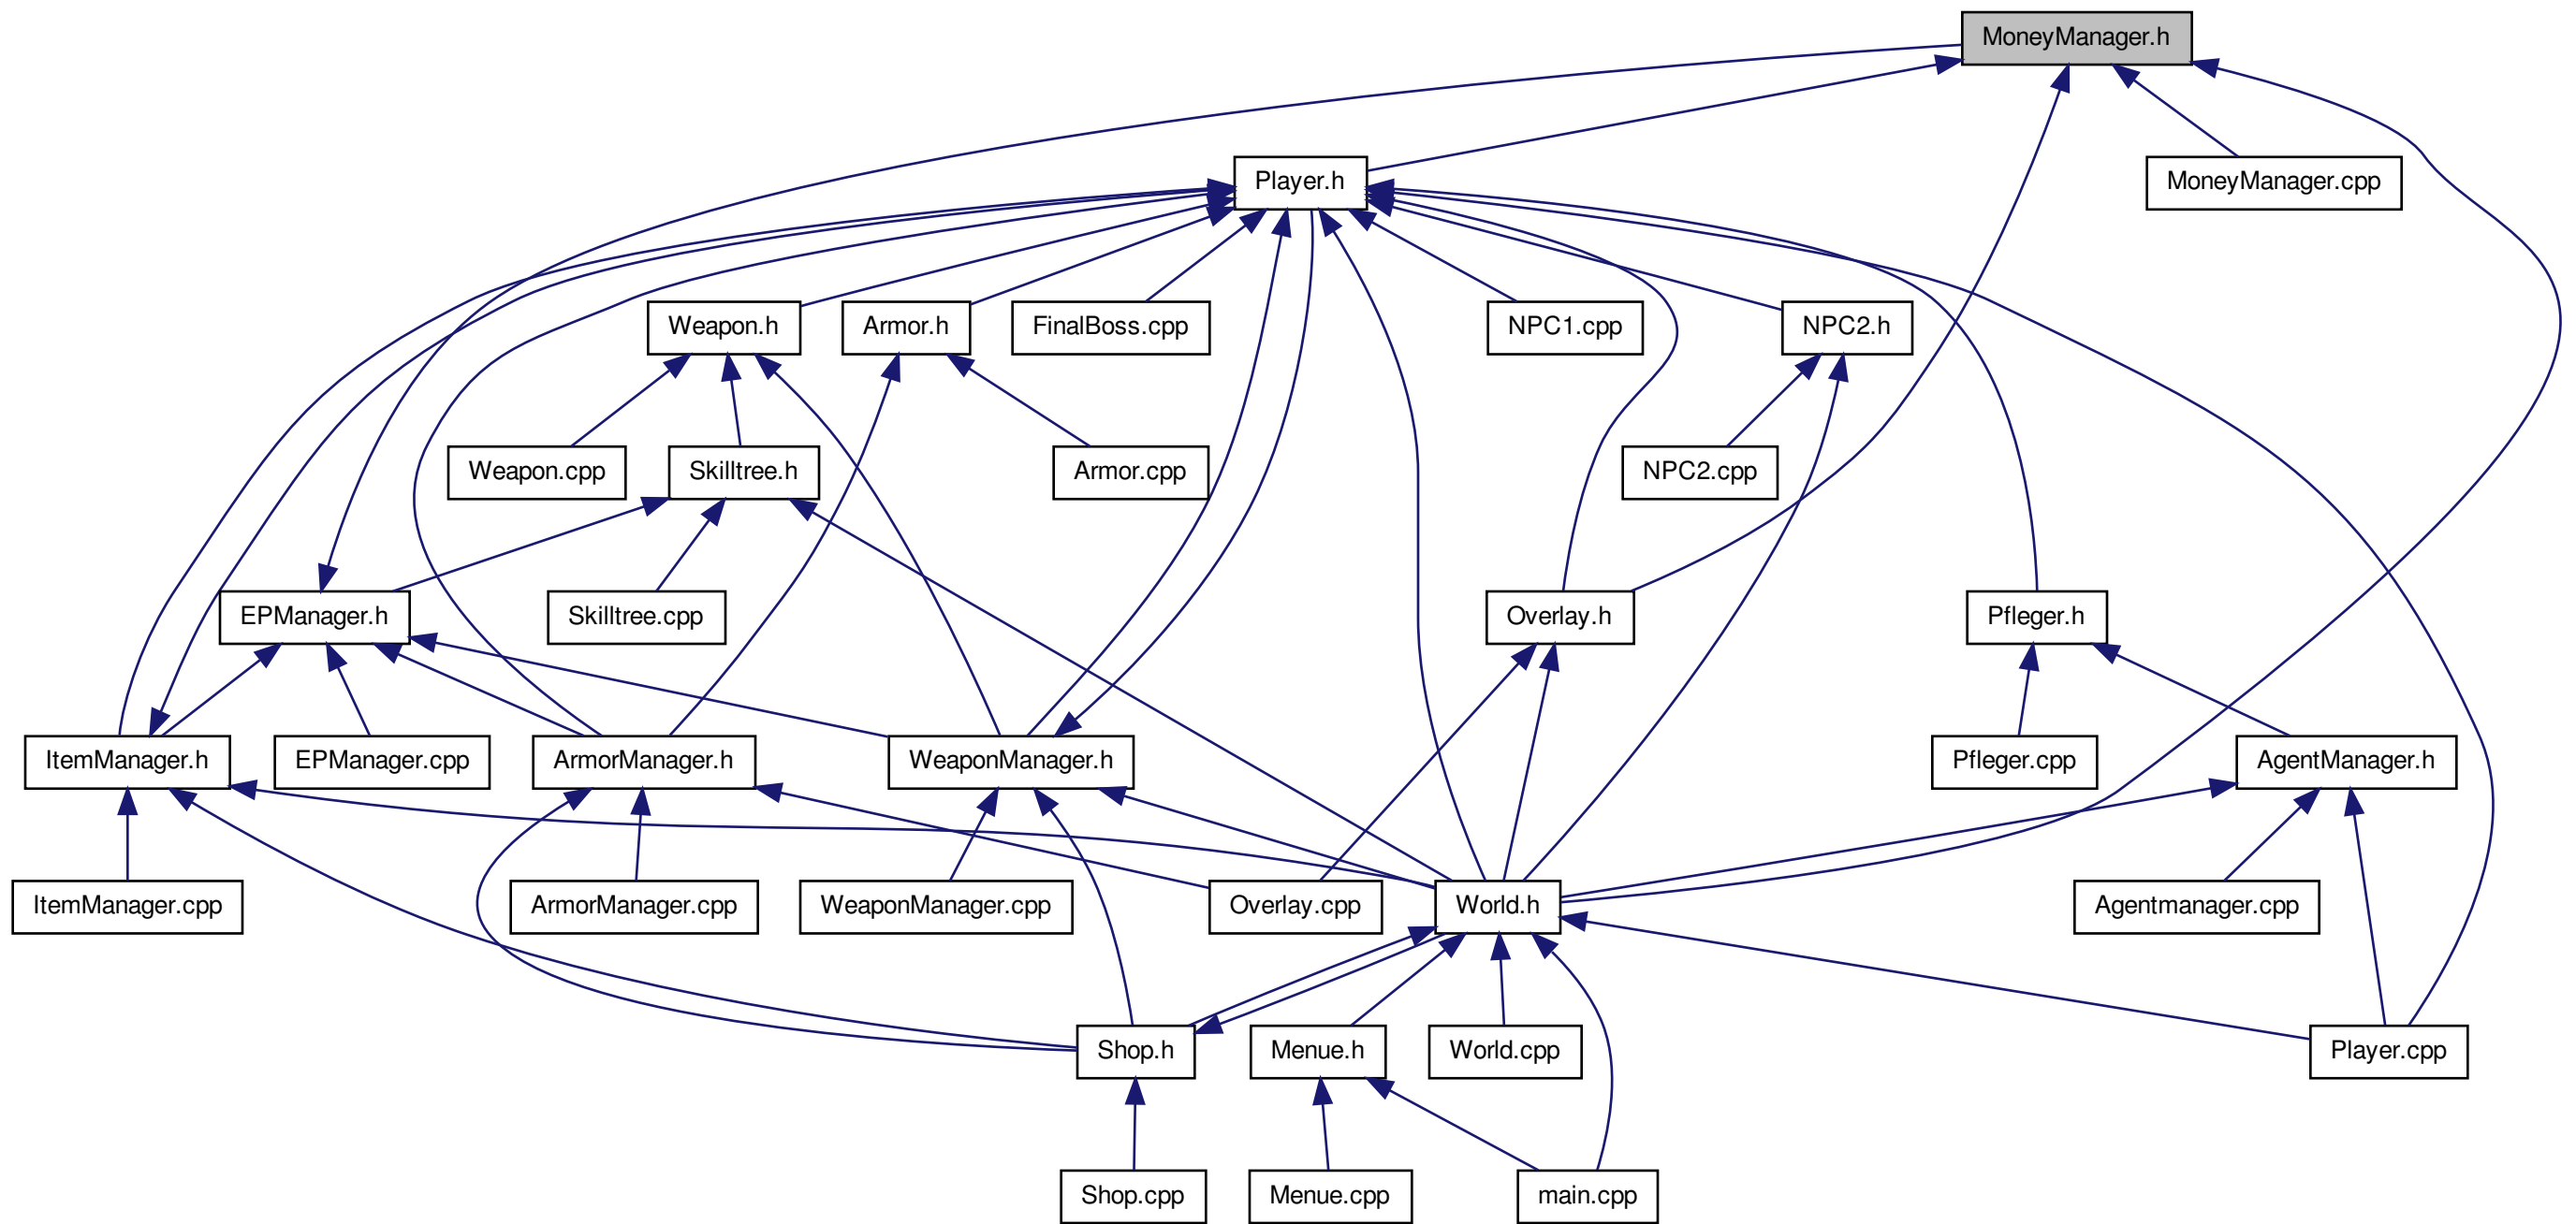 MoneyManager.h
Player.h
MoneyManager.cpp
Weapon.h
Armor.h
FinalBoss.cpp
NPC1.cpp
NPC2.h
Weapon.cpp
Skilltree.h
Armor.cpp
NPC2.cpp
EPManager.h
Skilltree.cpp
Overlay.h
Pfleger.h
ItemManager.h
EPManager.cpp
ArmorManager.h
WeaponManager.h
Pfleger.cpp
AgentManager.h
ItemManager.cpp
ArmorManager.cpp
WeaponManager.cpp
Overlay.cpp
World.h
Agentmanager.cpp
Shop.h
Menue.h
World.cpp
Player.cpp
Shop.cpp
Menue.cpp
main.cpp